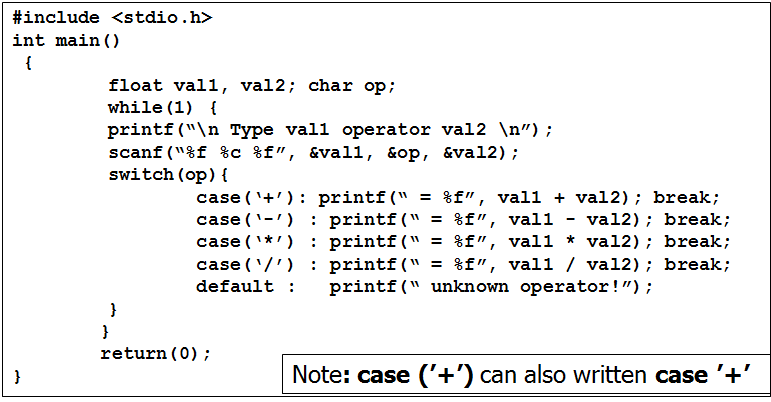 #include <stdio.h>
int main()
{
float val1, val2; char op;
while(1) {
printf(“\n Type val1 operator val2 \n”);
scanf(“%f %c %f”, &val1, &op, &val2);
switch(op){
case(‘+’): printf(“ = %f”, val1 + val2); break;
case(‘-’) : printf(“ = %f”, val1 - val2); break;
case(‘*’) : printf(“ = %f”, val1 * val2); break;
case(‘/’) : printf(“ = %f”, val1 / val2); break;
default : printf(“ unknown operator!”);
}
}
return(0);
}
Note: case (’+’) can also written case ’+’